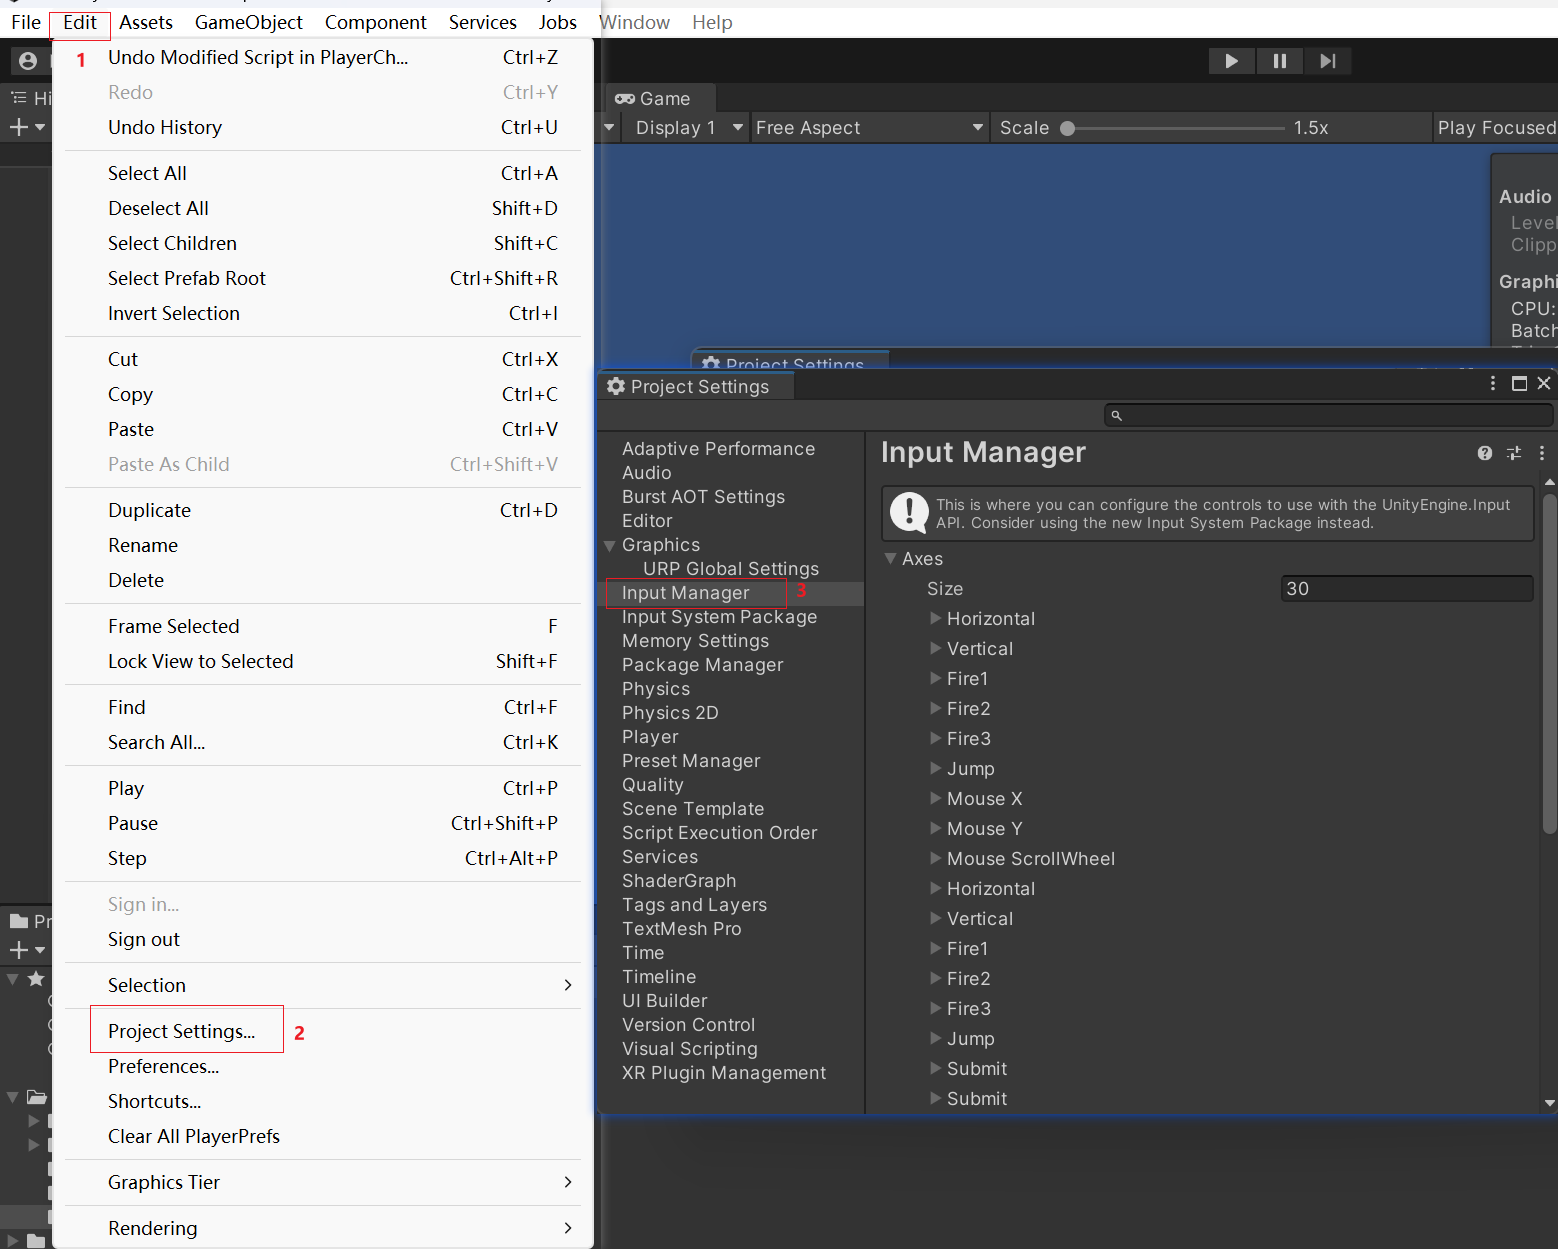 File Edit Assets GameObject Component Services Jobs Window Help
1
Undo Modified Script in PlayerCh... Ctrl+Z
Redo Ctrl+Y
Undo History Ctrl+U
Select All Ctrl+A
Deselect All Shift+D
Select Children Shift+C
Select Prefab Root Ctrl+Shift+R
Invert Selection Ctrl+I
Cut Ctrl+X
Copy Ctrl+C
Paste Ctrl+V
Paste As Child Ctrl+Shift+V
Duplicate Ctrl+D
Rename
Delete
Frame Selected F
Lock View to Selected Shift+F
Find Ctrl+F
Search All... Ctrl+K
Play Ctrl+P
Pause Ctrl+Shift+P
Step Ctrl+Alt+P
Sign in...
Sign out
Selection
Project Settings... 2
Preferences...
Shortcuts...
Clear All PlayerPrefs
Graphics Tier
Rendering
Hi
Pr
Game
Display 1 Free Aspect Scale 1.5x Play Focused
Audio
Level
Clipp
Graphi
CPU:
Batch
Project Settings
Project Settings
Adaptive Performance
Audio
Burst AOT Settings
Editor
Graphics
URP Global Settings
Input Manager 3
Input System Package
Memory Settings
Package Manager
Physics
Physics 2D
Player
Preset Manager
Quality
Scene Template
Script Execution Order
Services
ShaderGraph
Tags and Layers
TextMesh Pro
Time
Timeline
UI Builder
Version Control
Visual Scripting
XR Plugin Management
Input Manager
This is where you can configure the controls to use with the UnityEngine.Input
API. Consider using the new Input System Package instead.
Axes
Size 30
Horizontal
Vertical
Fire1
Fire2
Fire3
Jump
Mouse X
Mouse Y
Mouse ScrollWheel
Horizontal
Vertical
Fire1
Fire2
Fire3
Jump
Submit
Submit